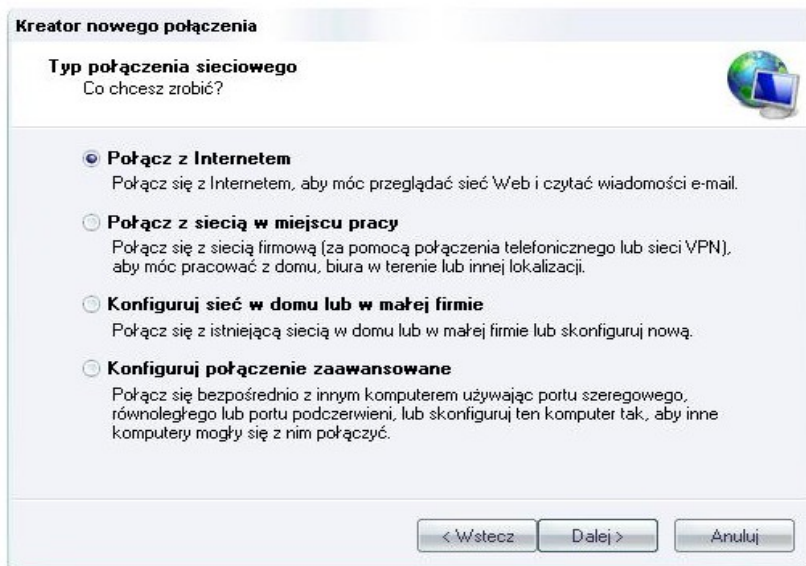 Kreator nowego połączenia
Typ połączenia sieciowego
Co chcesz zrobić?
Połącz z Internetem
Połącz się z Internetem, aby móc przeglądać sieć Web i czytać wiadomości e-mail.
Połącz z siecią w miejscu pracy
Połącz się z siecią firmową (za pomocą połączenia telefonicznego lub sieci VPN),
aby móc pracować z domu, biura w terenie lub innej lokalizacji.
Konfiguruj sieć w domu lub w małej firmie
Połącz się z istniejącą siecią w domu lub w małej firmie lub skonfiguruj nową.
Konfiguruj połączenie zaawansowane
Połącz się bezpośrednio z innym komputerem używając portu szeregowego,
równoległego lub portu podczerwieni, lub skonfiguruj ten komputer tak, aby inne
komputery mogły się z nim połączyć.
< Wstecz Dalej > Anuluj